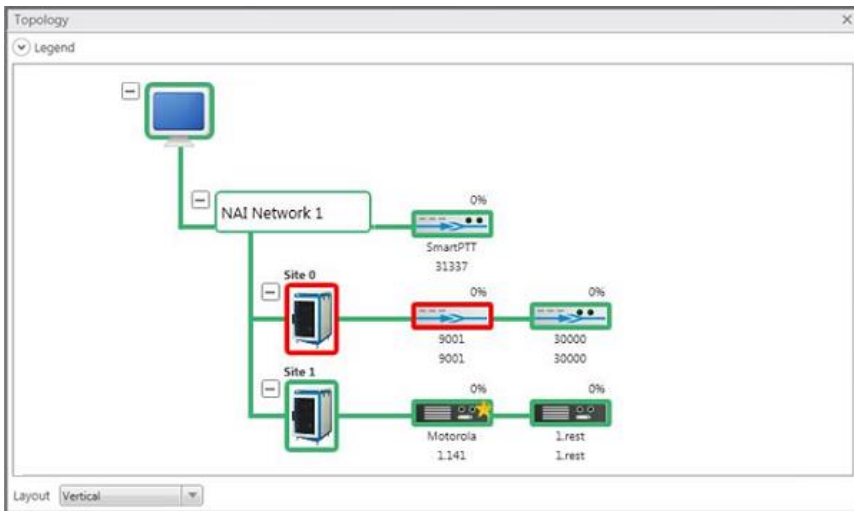 Topology
Legend
NAI Network 1
0%
SmartPTT
31337
Site 0
0%
0%
9001
30000
9001
30000
Site 1
0%
0%
Motorola
1.rest
1.141
1.rest
Layout Vertical